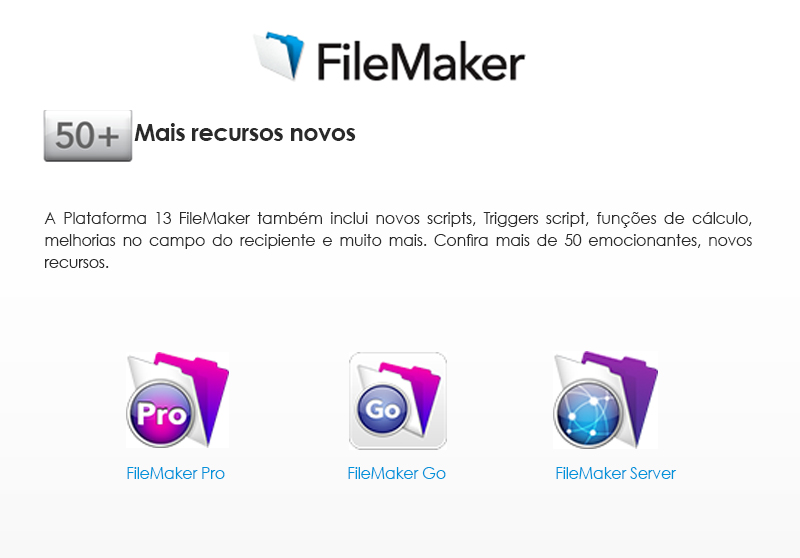 FileMaker
50+ Mais recursos novos
A Plataforma 13 FileMaker também inclui novos scripts, Triggers script, funções de cálculo,
melhorias no campo do recipiente e muito mais. Confira mais de 50 emocionantes, novos
recursos.
Pro Go
FileMaker Pro FileMaker Go FileMaker Server